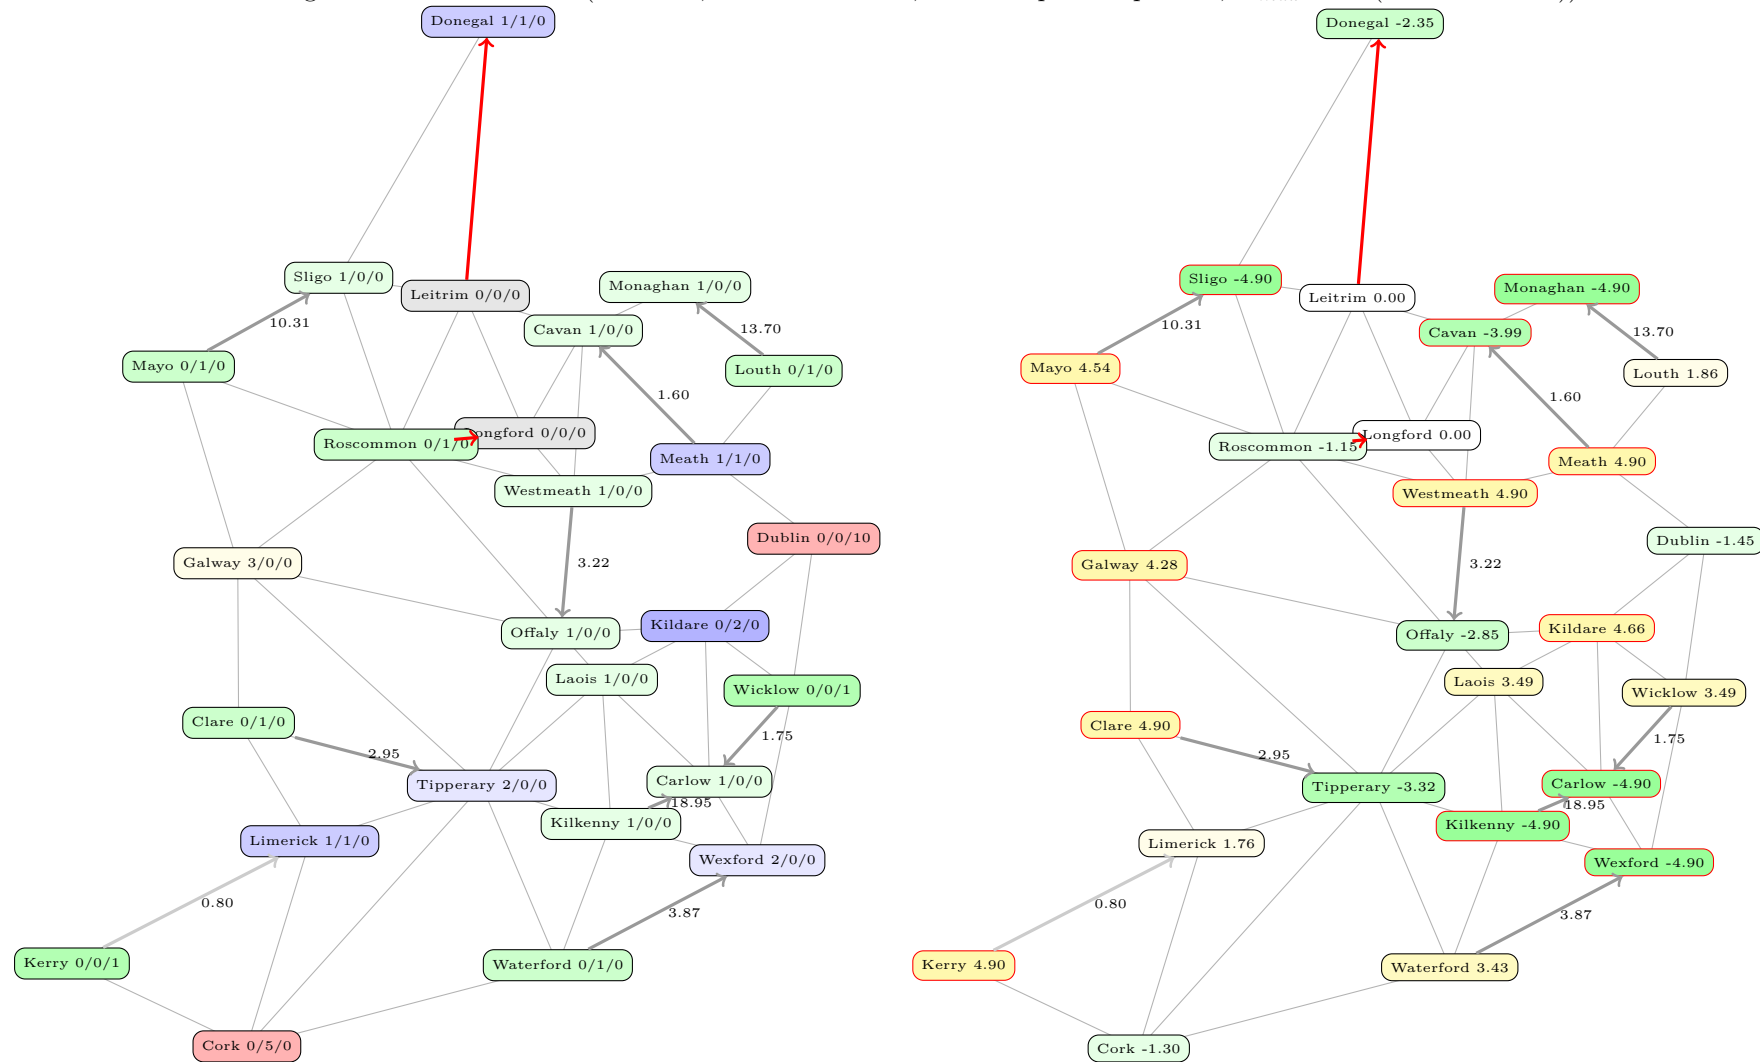 Donegal 1/1/0
Sligo 1/0/0
Leitrim 0/0/0
Monaghan 1/0/0
10.31
Cavan 1/0/0
13.70
Mayo 0/1/0
Louth 0/1/0
1.60
Roscommon 0/1/0
ongford 0/0/0
Meath 1/1/0
Westmeath 1/0/0
Dublin 0/0/10
Galway 3/0/0
3.22
Offaly 1/0/0
Kildare 0/2/0
Laois 1/0/0
Wicklow 0/0/1
Clare 0/1/0
1.75
2.95
Tipperary 2/0/0
Carlow 1/0/0
18.95
Kilkenny 1/0/0
Limerick 1/1/0
Wexford 2/0/0
0.80
3.87
Kerry 0/0/1
Waterford 0/1/0
Cork 0/5/0
Donegal -2.35
Sligo -4.90
Leitrim 0.00
Monaghan -4.90
10.31
Cavan -3.99
13.70
Mayo 4.54
Louth 1.86
1.60
Roscommon -1.15
Longford 0.00
Meath 4.90
Westmeath 4.90
Dublin -1.45
Galway 4.28
3.22
Offaly -2.85
Kildare 4.66
Laois 3.49
Wicklow 3.49
Clare 4.90
1.75
2.95
Tipperary -3.32
Carlow -4.90
18.95
Kilkenny -4.90
Limerick 1.76
Wexford -4.90
0.80
3.87
Kerry 4.90
Waterford 3.43
Cork -1.30